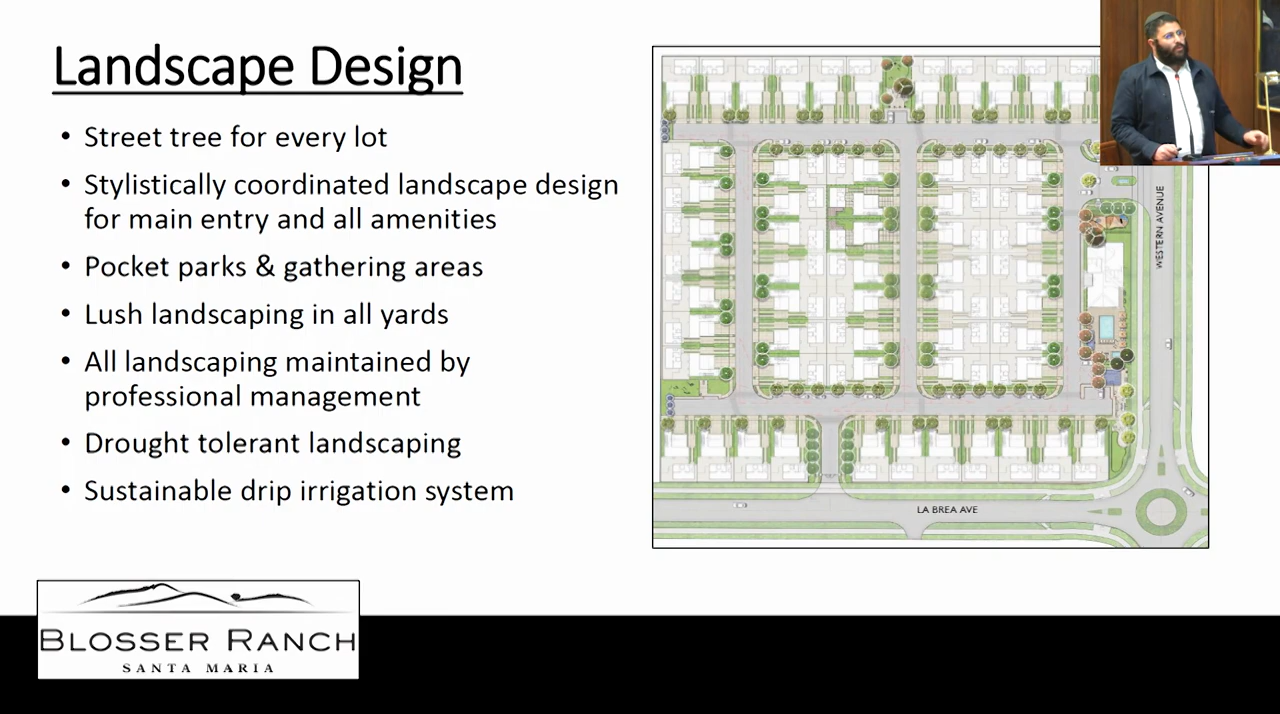 Landscape Design
• Street tree for every lot
• Stylistically coordinated landscape design
for main entry and all amenities
• Pocket parks & gathering areas
• Lush landscaping in all yards
• All landscaping maintained by
professional management
• Drought tolerant landscaping
• Sustainable drip irrigation system
WESTERN AVENUE
LA BREA AVE
BLOSSER RANCH
SANTA MARIA